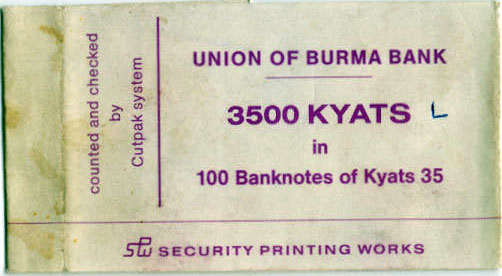 counted and checked
by
Cutpak system
UNION OF BURMA BANK
3500 KYATS L
in
100 Banknotes of Kyats 35
SPW SECURITY PRINTING WORKS